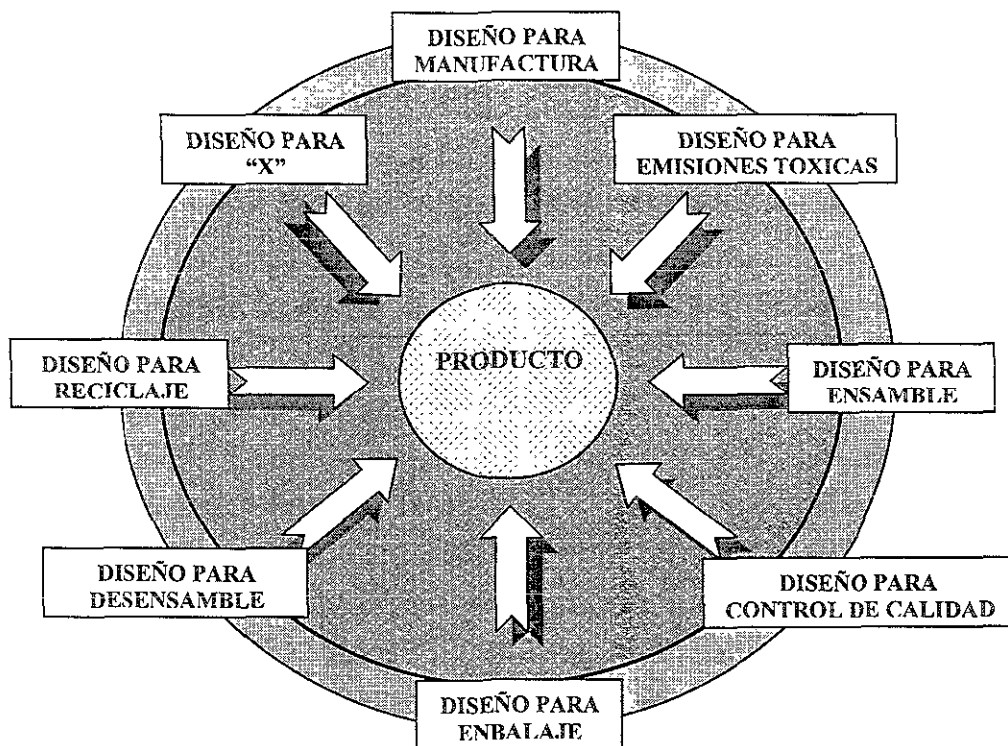 DISEÑO PARA
MANUFACTURA
DISEÑO PARA
“X”
DISEÑO PARA
EMISIONES TOXICAS
PRODUCTO
DISEÑO PARA
RECICLAJE
DISEÑO PARA
ENSAMBLE
DISEÑO PARA
DESENSAMBLE
DISEÑO PARA
CONTROL DE CALIDAD
DISEÑO PARA
ENBALAJE